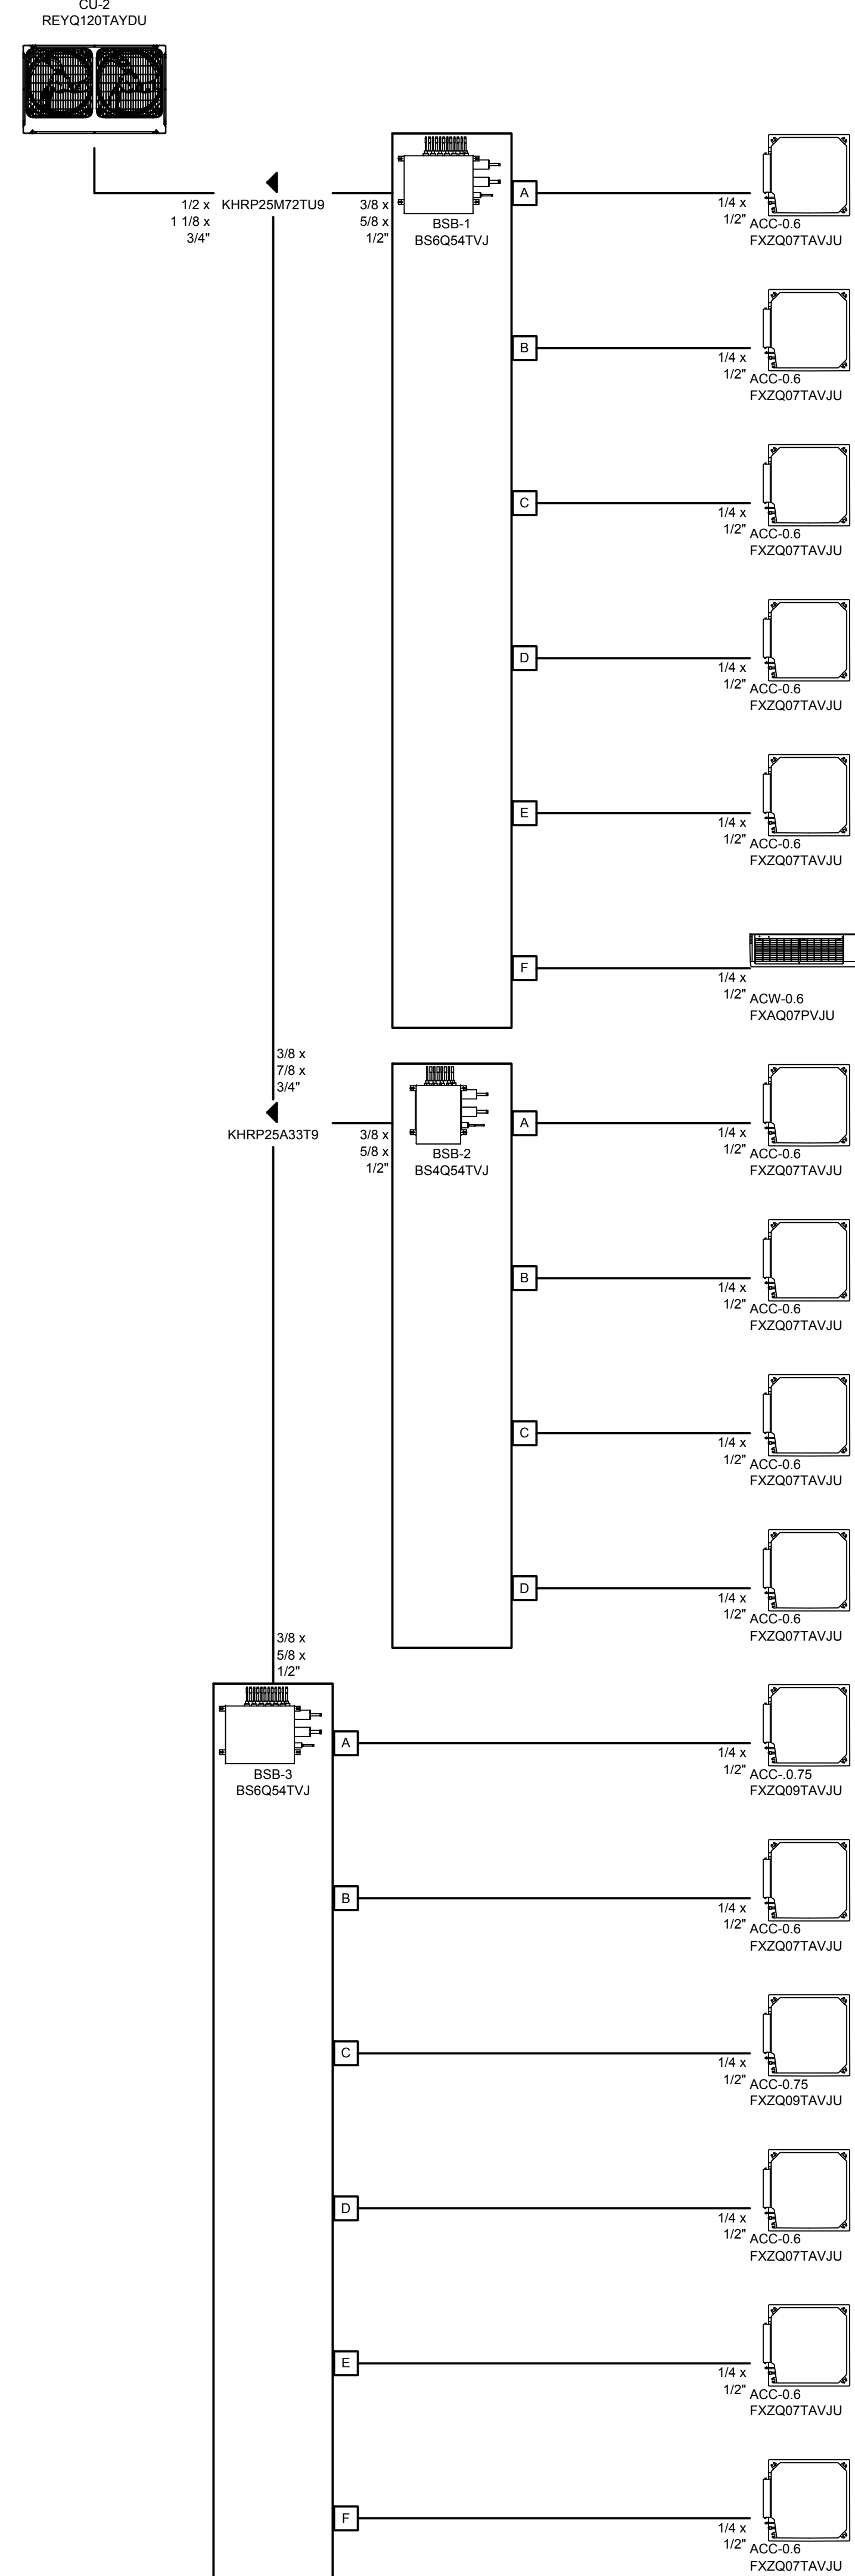 CU-2
REYQ120TAYDU
1/2 x
1 1/8 x
3/4"
KHRP25M72TU9
3/8 x
5/8 x
1/2"
BSB-1
BS6Q54TVJ
A
1/4 x
1/2"
ACC-0.6
FXZQ07TAVJU
B
1/4 x
1/2"
ACC-0.6
FXZQ07TAVJU
C
1/4 x
1/2"
ACC-0.6
FXZQ07TAVJU
D
1/4 x
1/2"
ACC-0.6
FXZQ07TAVJU
E
1/4 x
1/2"
ACC-0.6
FXZQ07TAVJU
F
1/4 x
1/2"
ACW-0.6
FXAQ07PVJU
3/8 x
7/8 x
3/4"
KHRP25A33T9
3/8 x
5/8 x
1/2"
BSB-2
BS4Q54TVJ
A
1/4 x
1/2"
ACC-0.6
FXZQ07TAVJU
B
1/4 x
1/2"
ACC-0.6
FXZQ07TAVJU
C
1/4 x
1/2"
ACC-0.6
FXZQ07TAVJU
D
1/4 x
1/2"
ACC-0.6
FXZQ07TAVJU
3/8 x
5/8 x
1/2"
BSB-3
BS6Q54TVJ
A
1/4 x
1/2"
ACC-.0.75
FXZQ09TAVJU
B
1/4 x
1/2"
ACC-0.6
FXZQ07TAVJU
C
1/4 x
1/2"
ACC-0.75
FXZQ09TAVJU
D
1/4 x
1/2"
ACC-0.6
FXZQ07TAVJU
E
1/4 x
1/2"
ACC-0.6
FXZQ07TAVJU
F
1/4 x
1/2"
ACC-0.6
FXZQ07TAVJU